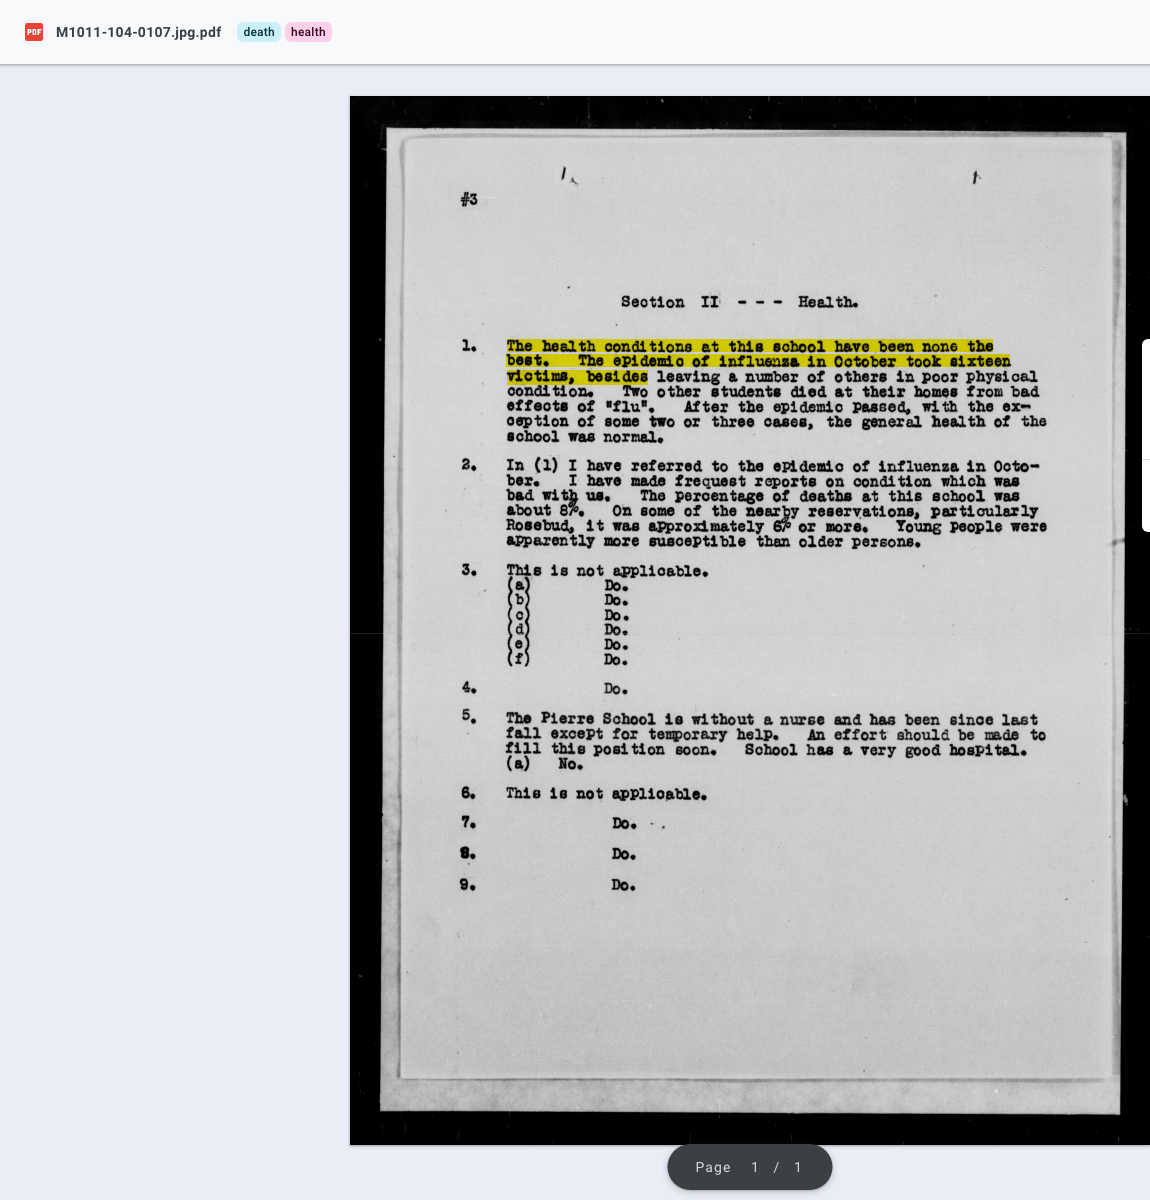 PDF M1011-104-0107.jpg.pdf death health
#3
Section II - - - Health.
1. The health conditions at this school have been none the
best. The epidemic of influenza in October took sixteen
victims, besides leaving a number of others in poor physical
condition. Two other students died at their homes from bad
effects of "flu". After the epidemic passed, with the ex-
ception of some two or three cases, the general health of the
school was normal.
2. In (1) I have referred to the epidemic of influenza in Octo-
ber. I have made frequest reports on condition which was
bad with us. The percentage of deaths at this school was
about 8%. On some of the nearby reservations, particularly
Rosebud, it was approximately 6% or more. Young people were
apparently more susceptible than older persons.
3. This is not applicable.
(a) Do.
(b) Do.
(c) Do.
(d) Do.
(e) Do.
(f) Do.
4. Do.
5. The Pierre School is without a nurse and has been since last
fall except for temporary help. An effort should be made to
fill this position soon. School has a very good hospital.
(a) No.
6. This is not applicable.
7. Do.
8. Do.
9. Do.
Page 1 / 1